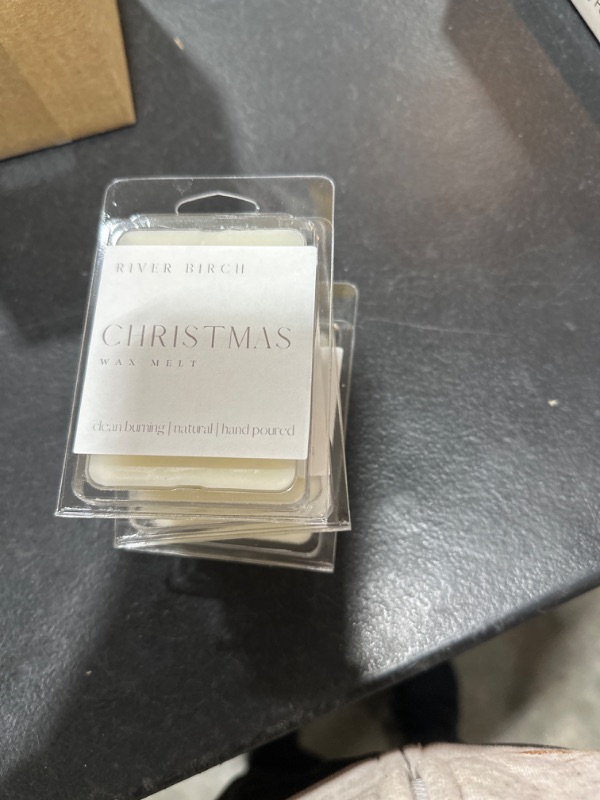 RIVER BIRCH
CHRISTMAS
WAX MELT
clean burning | natural | hand poured